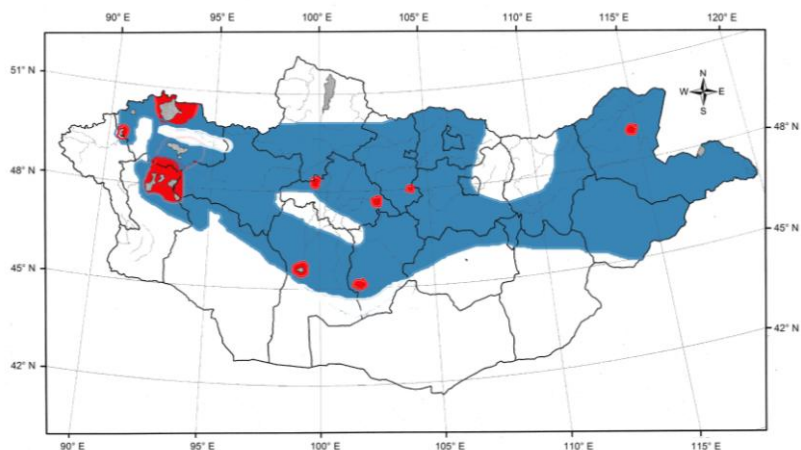 90° E 95° E 100° E 105° E 110° E 115° E 120° E
51° N
N
W E
S
48° N 48° N
45° N 45° N
42° N 42° N
90° E 95° E 100° E 105° E 110° E 115° E